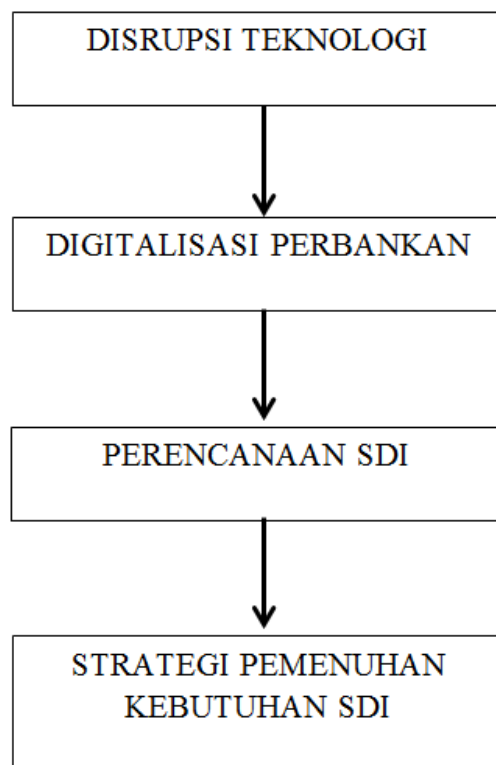 DISRUPSI TEKNOLOGI
DIGITALISASI PERBANKAN
PERENCANAAN SDI
STRATEGI PEMENUHAN
KEBUTUHAN SDI